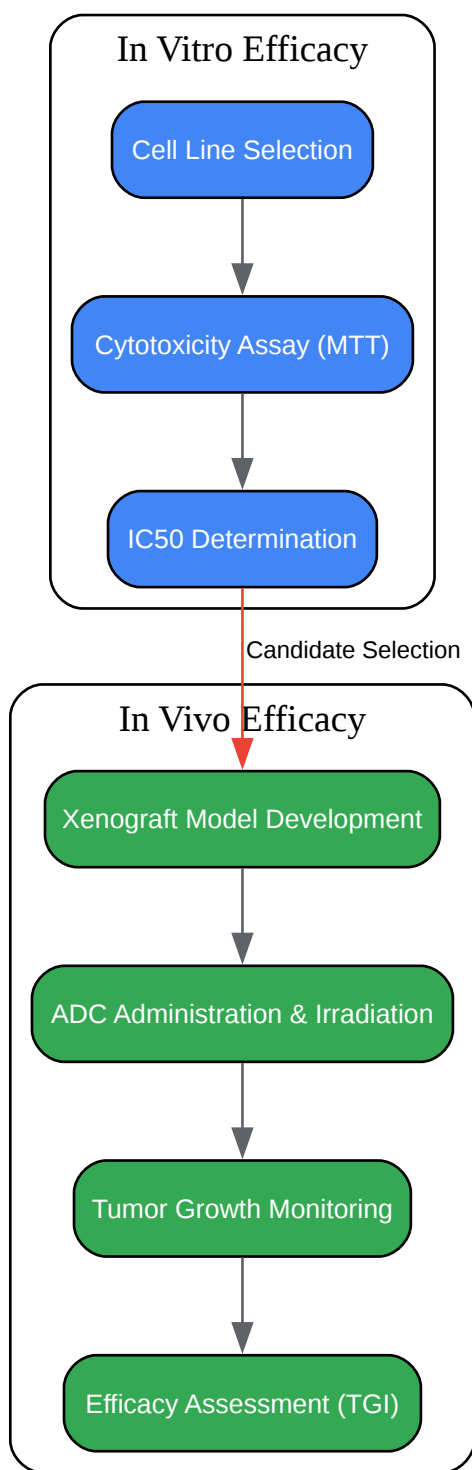 In Vitro Efficacy
Cell Line Selection
Cytotoxicity Assay (MTT)
IC50 Determination
Candidate Selection
In Vivo Efficacy
Xenograft Model Development
ADC Administration & Irradiation
Tumor Growth Monitoring
Efficacy Assessment (TGI)